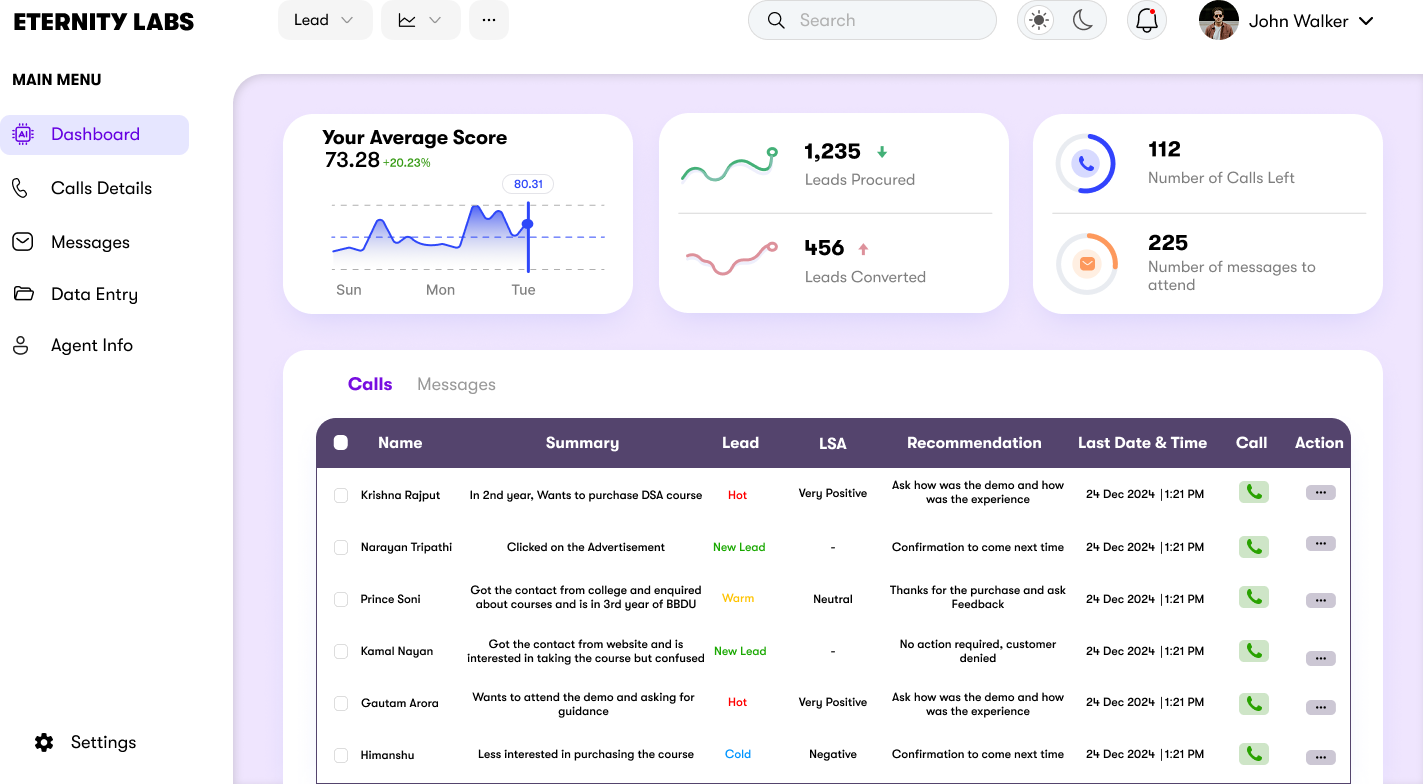 ETERNITY LABS
Lead
Search
John Walker
MAIN MENU
Dashboard
Calls Details
Messages
Data Entry
Agent Info
Settings
Your Average Score
73.28 +20.23%
80.31
Sun Mon Tue
1,235
Leads Procured
456
Leads Converted
112
Number of Calls Left
225
Number of messages to
attend
Calls Messages
Name Summary Lead LSA Recommendation Last Date & Time Call Action
Krishna Rajput In 2nd year, Wants to purchase DSA course Hot Very Positive Ask how was the demo and how
was the experience 24 Dec 2024 | 1:21 PM
Narayan Tripathi Clicked on the Advertisement New Lead - Confirmation to come next time 24 Dec 2024 | 1:21 PM
Prince Soni Got the contact from college and enquired
about courses and is in 3rd year of BBDU Warm Neutral Thanks for the purchase and ask
Feedback 24 Dec 2024 | 1:21 PM
Kamal Nayan Got the contact from website and is
interested in taking the course but confused New Lead - No action required, customer
denied 24 Dec 2024 | 1:21 PM
Gautam Arora Wants to attend the demo and asking for
guidance Hot Very Positive Ask how was the demo and how
was the experience 24 Dec 2024 | 1:21 PM
Himanshu Less interested in purchasing the course Cold Negative Confirmation to come next time 24 Dec 2024 | 1:21 PM